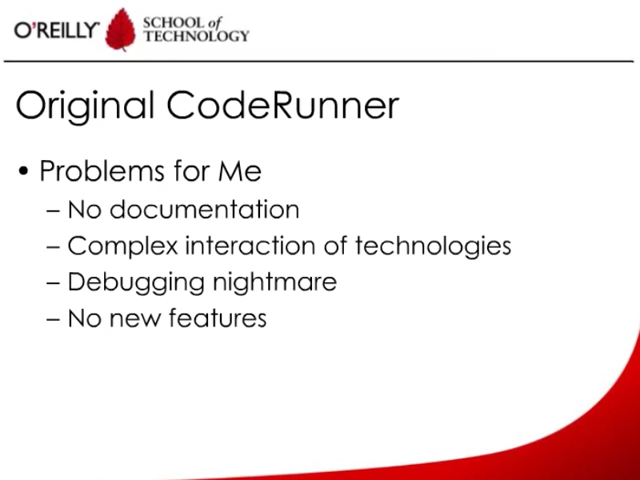 O'REILLY SCHOOL of
TECHNOLOGY
Original CodeRunner
• Problems for Me
– No documentation
– Complex interaction of technologies
– Debugging nightmare
– No new features